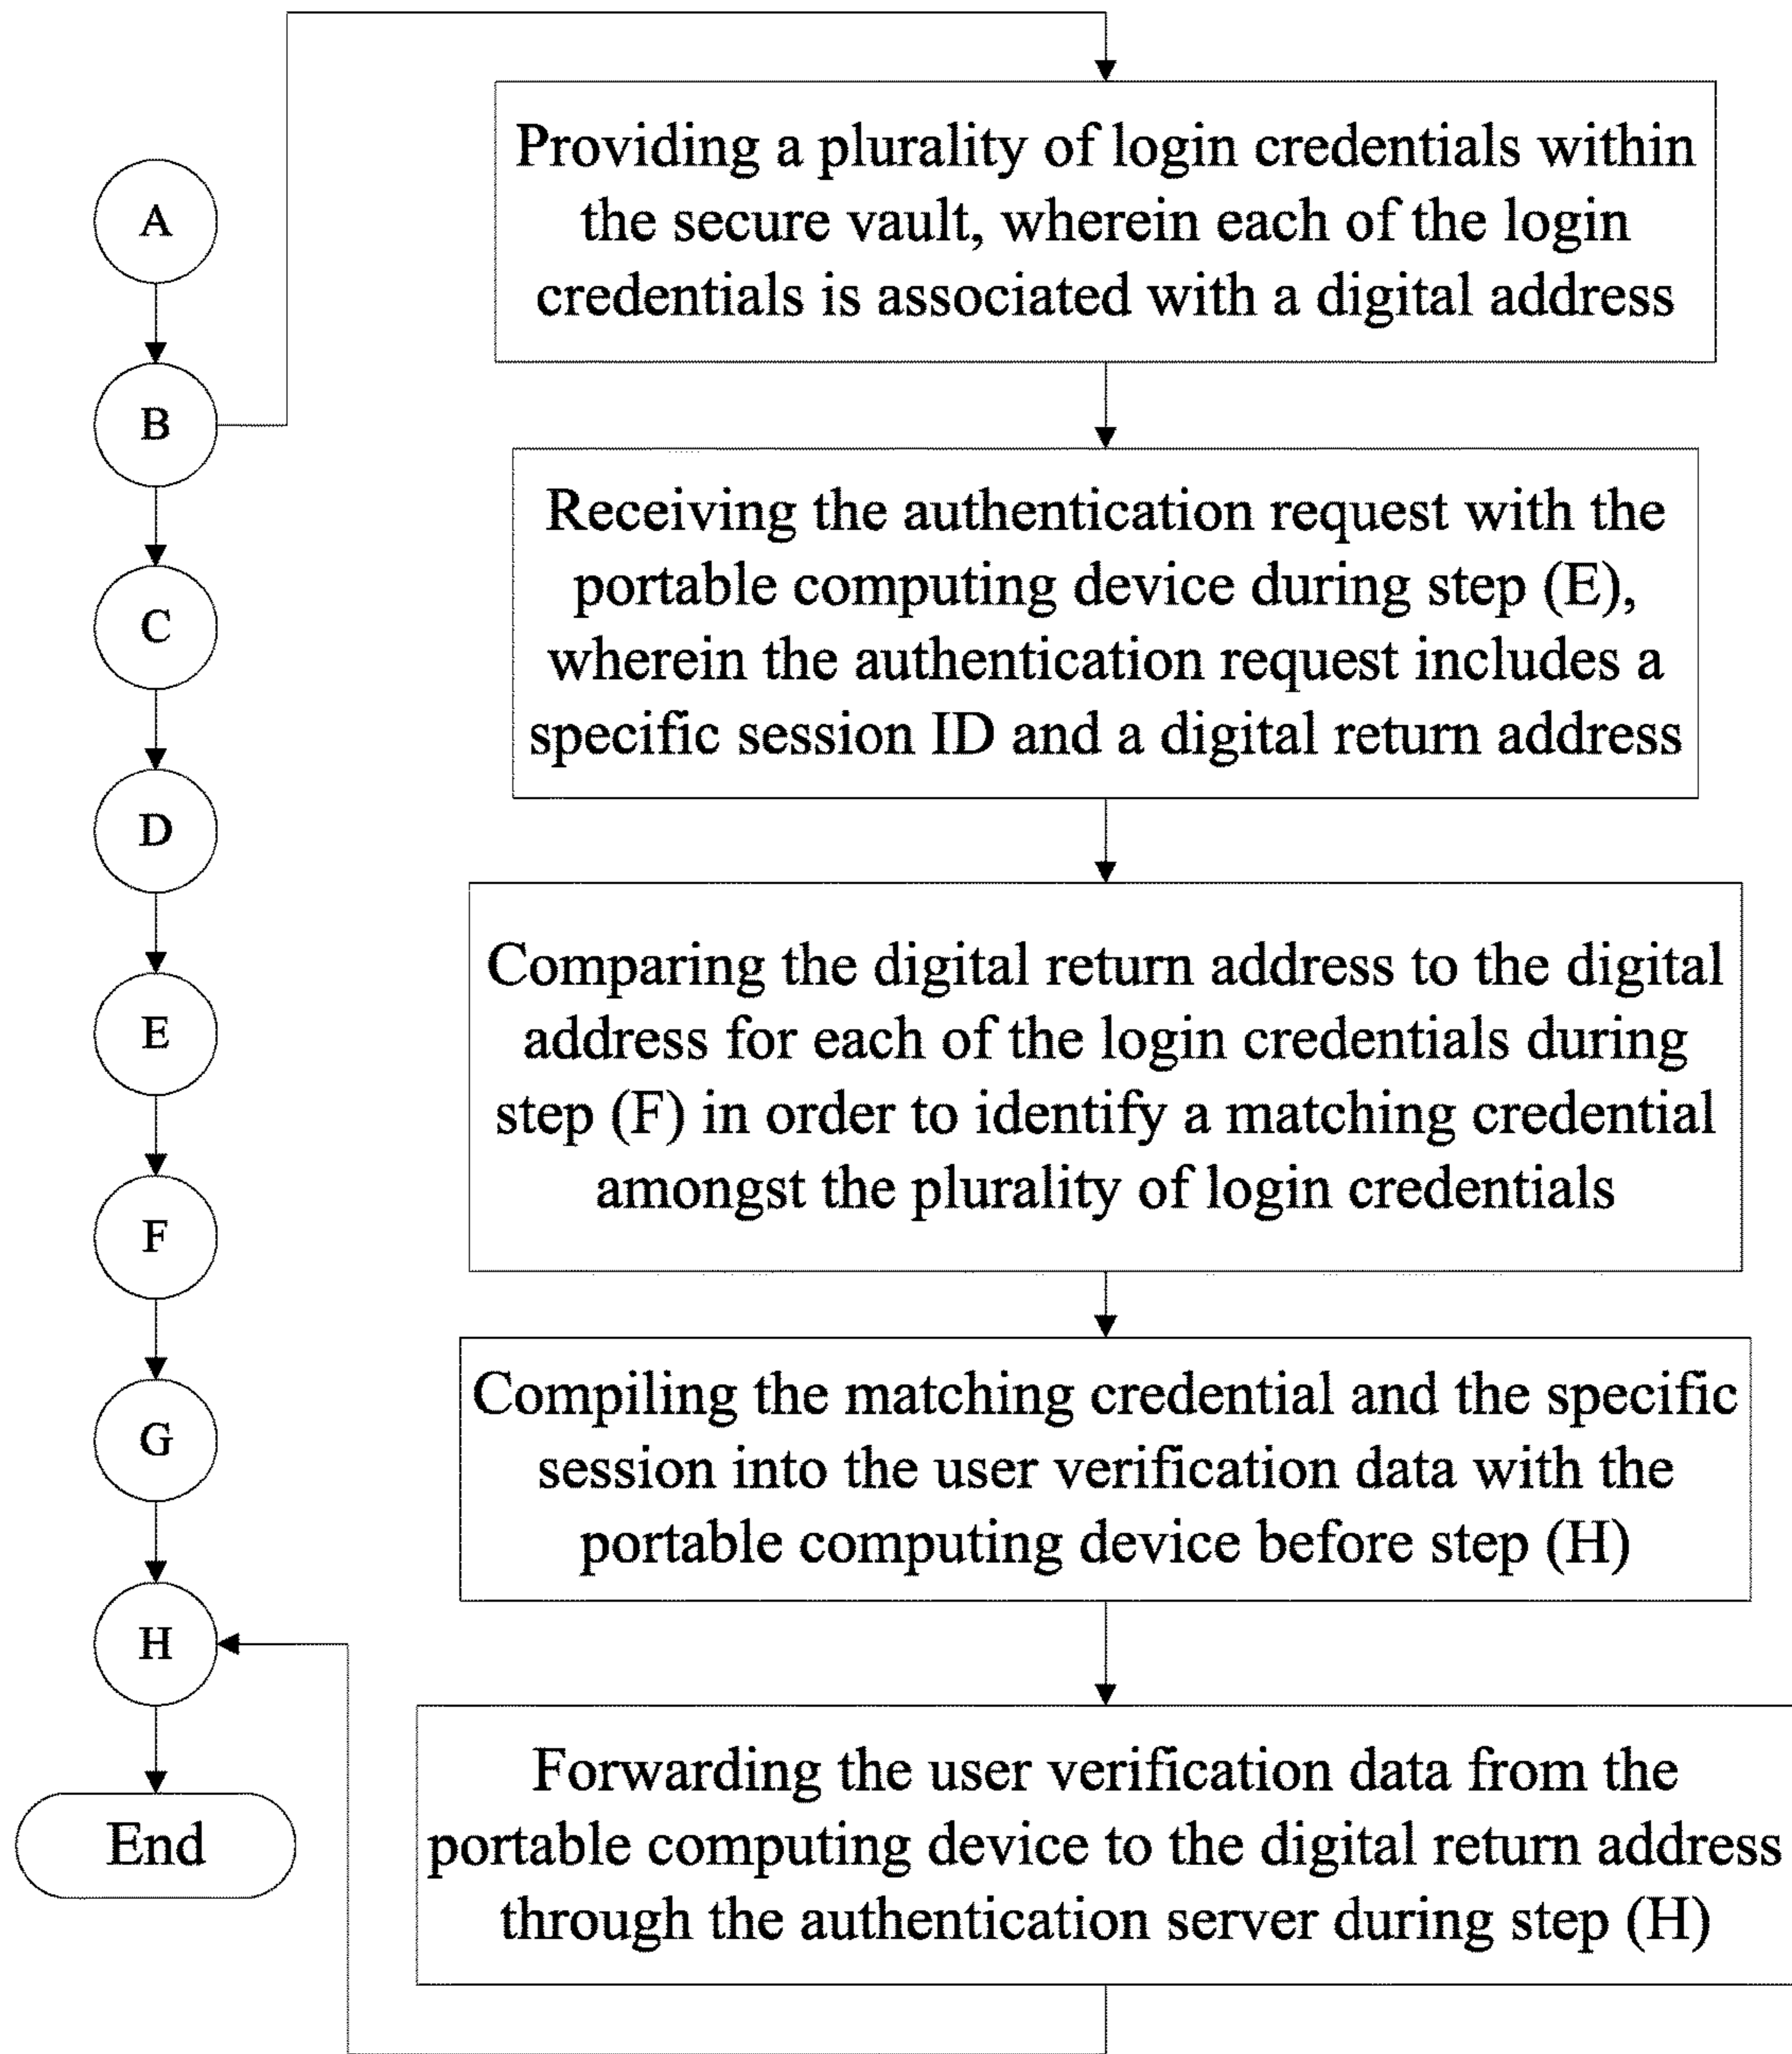 A
B
C
D
E
F
G
H
End
Providing a plurality of login credentials within
the secure vault, wherein each of the login
credentials is associated with a digital address
Receiving the authentication request with the
portable computing device during step (E),
wherein the authentication request includes a
specific session ID and a digital return address
Comparing the digital return address to the digital
address for each of the login credentials during
step (F) in order to identify a matching credential
amongst the plurality of login credentials
Compiling the matching credential and the specific
session into the user verification data with the
portable computing device before step (H)
Forwarding the user verification data from the
portable computing device to the digital return address
through the authentication server during step (H)